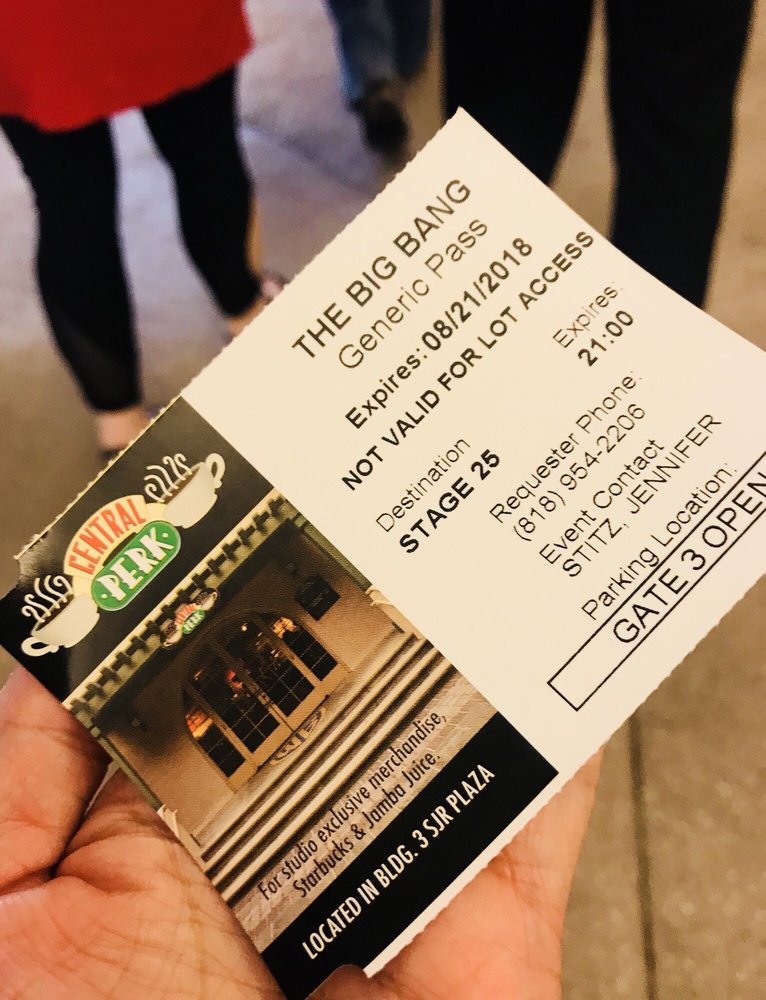 THE BIG BANG
Generic Pass
Expires: 08/21/2018
NOT VALID FOR LOT ACCESS
Expires:
21:00
Destination
STAGE 25
Requester Phone:
(818) 954-2206
Event Contact
STITZ, JENNIFER
Parking Location:
GATE 3 OPEN
CENTRAL
PERK
CENTRAL
PERK
For studio exclusive merchandise,
Starbucks & Jamba Juice.
LOCATED IN BLDG. 3 SJR PLAZA